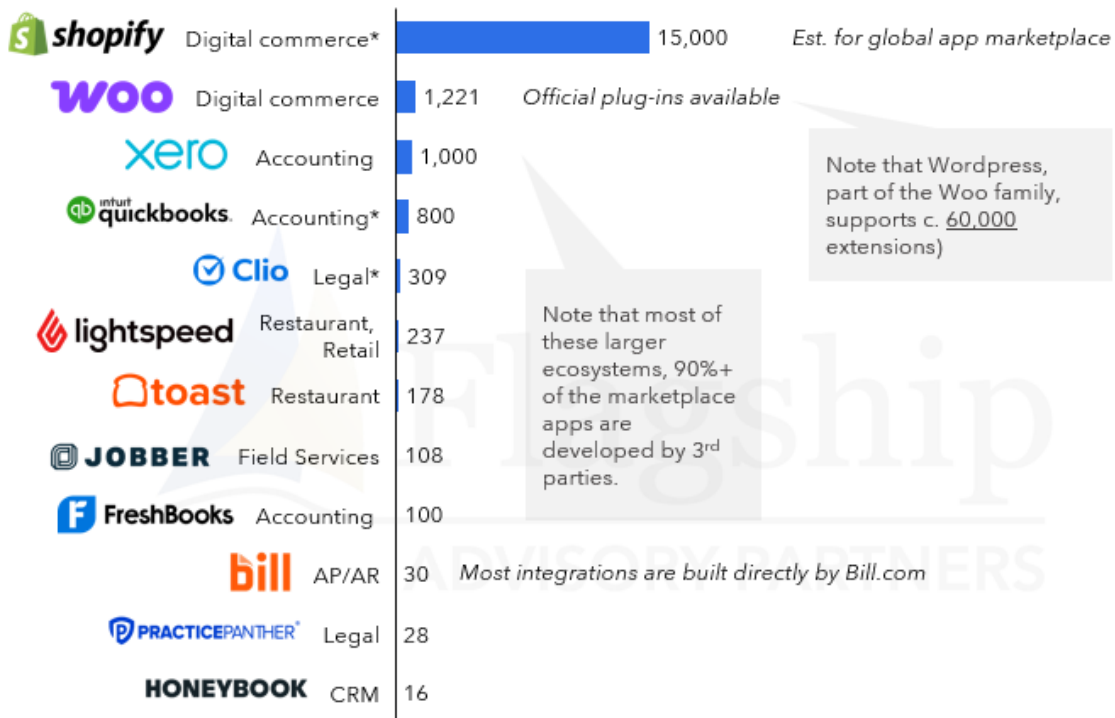 shopify Digital commerce* 15,000 Est. for global app marketplace
WOO Digital commerce 1,221 Official plug-ins available
xero Accounting 1,000
Note that Wordpress,
part of the Woo family,
supports c. 60,000
extensions)
qb intuit quickbooks. Accounting* 800
Clio Legal* 309
lightspeed Restaurant,
Retail 237
Note that most of
these larger
ecosystems, 90%+
of the marketplace
apps are
developed by 3rd
parties.
toast Restaurant 178
JOBBER Field Services 108
FreshBooks Accounting 100
bill AP/AR 30 Most integrations are built directly by Bill.com
PRACTICEPANTHER® Legal 28
HONEYBOOK CRM 16
Flagship
ADVISORY PARTNERS